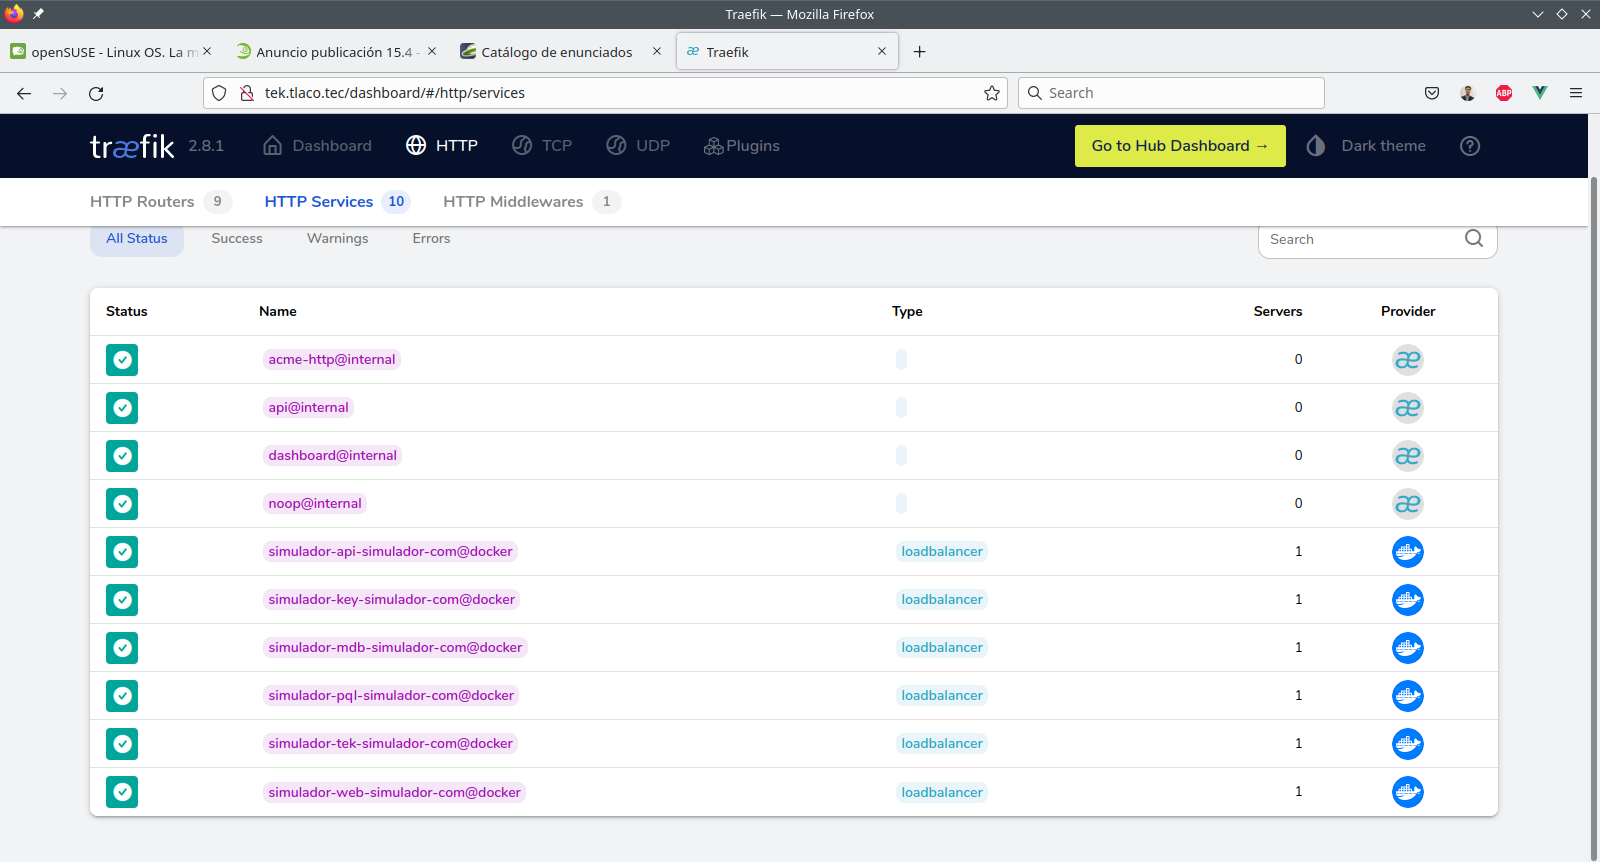 Traefik — Mozilla Firefox
openSUSE - Linux OS. La m
Anuncio publicación 15.4 -
Catálogo de enunciados
æ Traefik
tek.tlaco.tec/dashboard/#/http/services
Search
ABP
træfik 2.8.1 Dashboard HTTP TCP UDP Plugins Go to Hub Dashboard → Dark theme
HTTP Routers 9 HTTP Services 10 HTTP Middlewares 1
All Status Success Warnings Errors Search
Status Name Type Servers Provider
acme-http@internal 0 æ
api@internal 0 æ
dashboard@internal 0 æ
noop@internal 0 æ
simulador-api-simulador-com@docker loadbalancer 1
simulador-key-simulador-com@docker loadbalancer 1
simulador-mdb-simulador-com@docker loadbalancer 1
simulador-pql-simulador-com@docker loadbalancer 1
simulador-tek-simulador-com@docker loadbalancer 1
simulador-web-simulador-com@docker loadbalancer 1